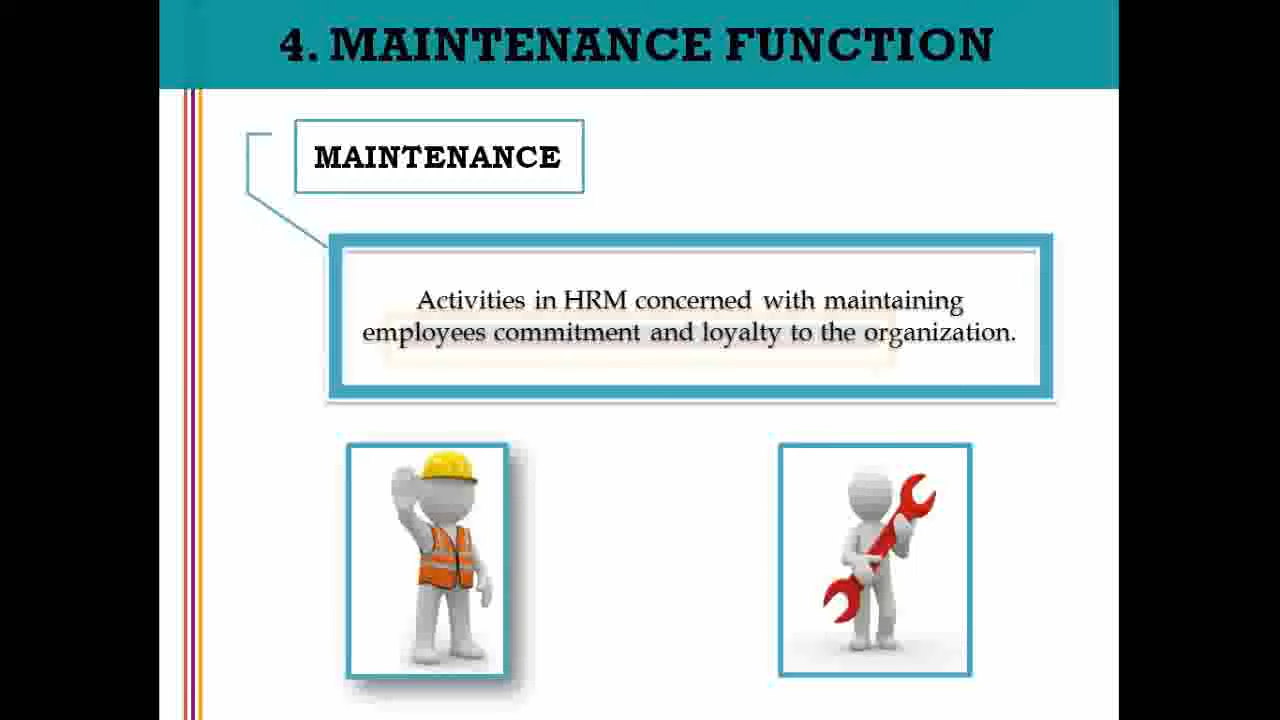 4. MAINTENANCE FUNCTION
MAINTENANCE
Activities in HRM concerned with maintaining
employees commitment and loyalty to the organization.